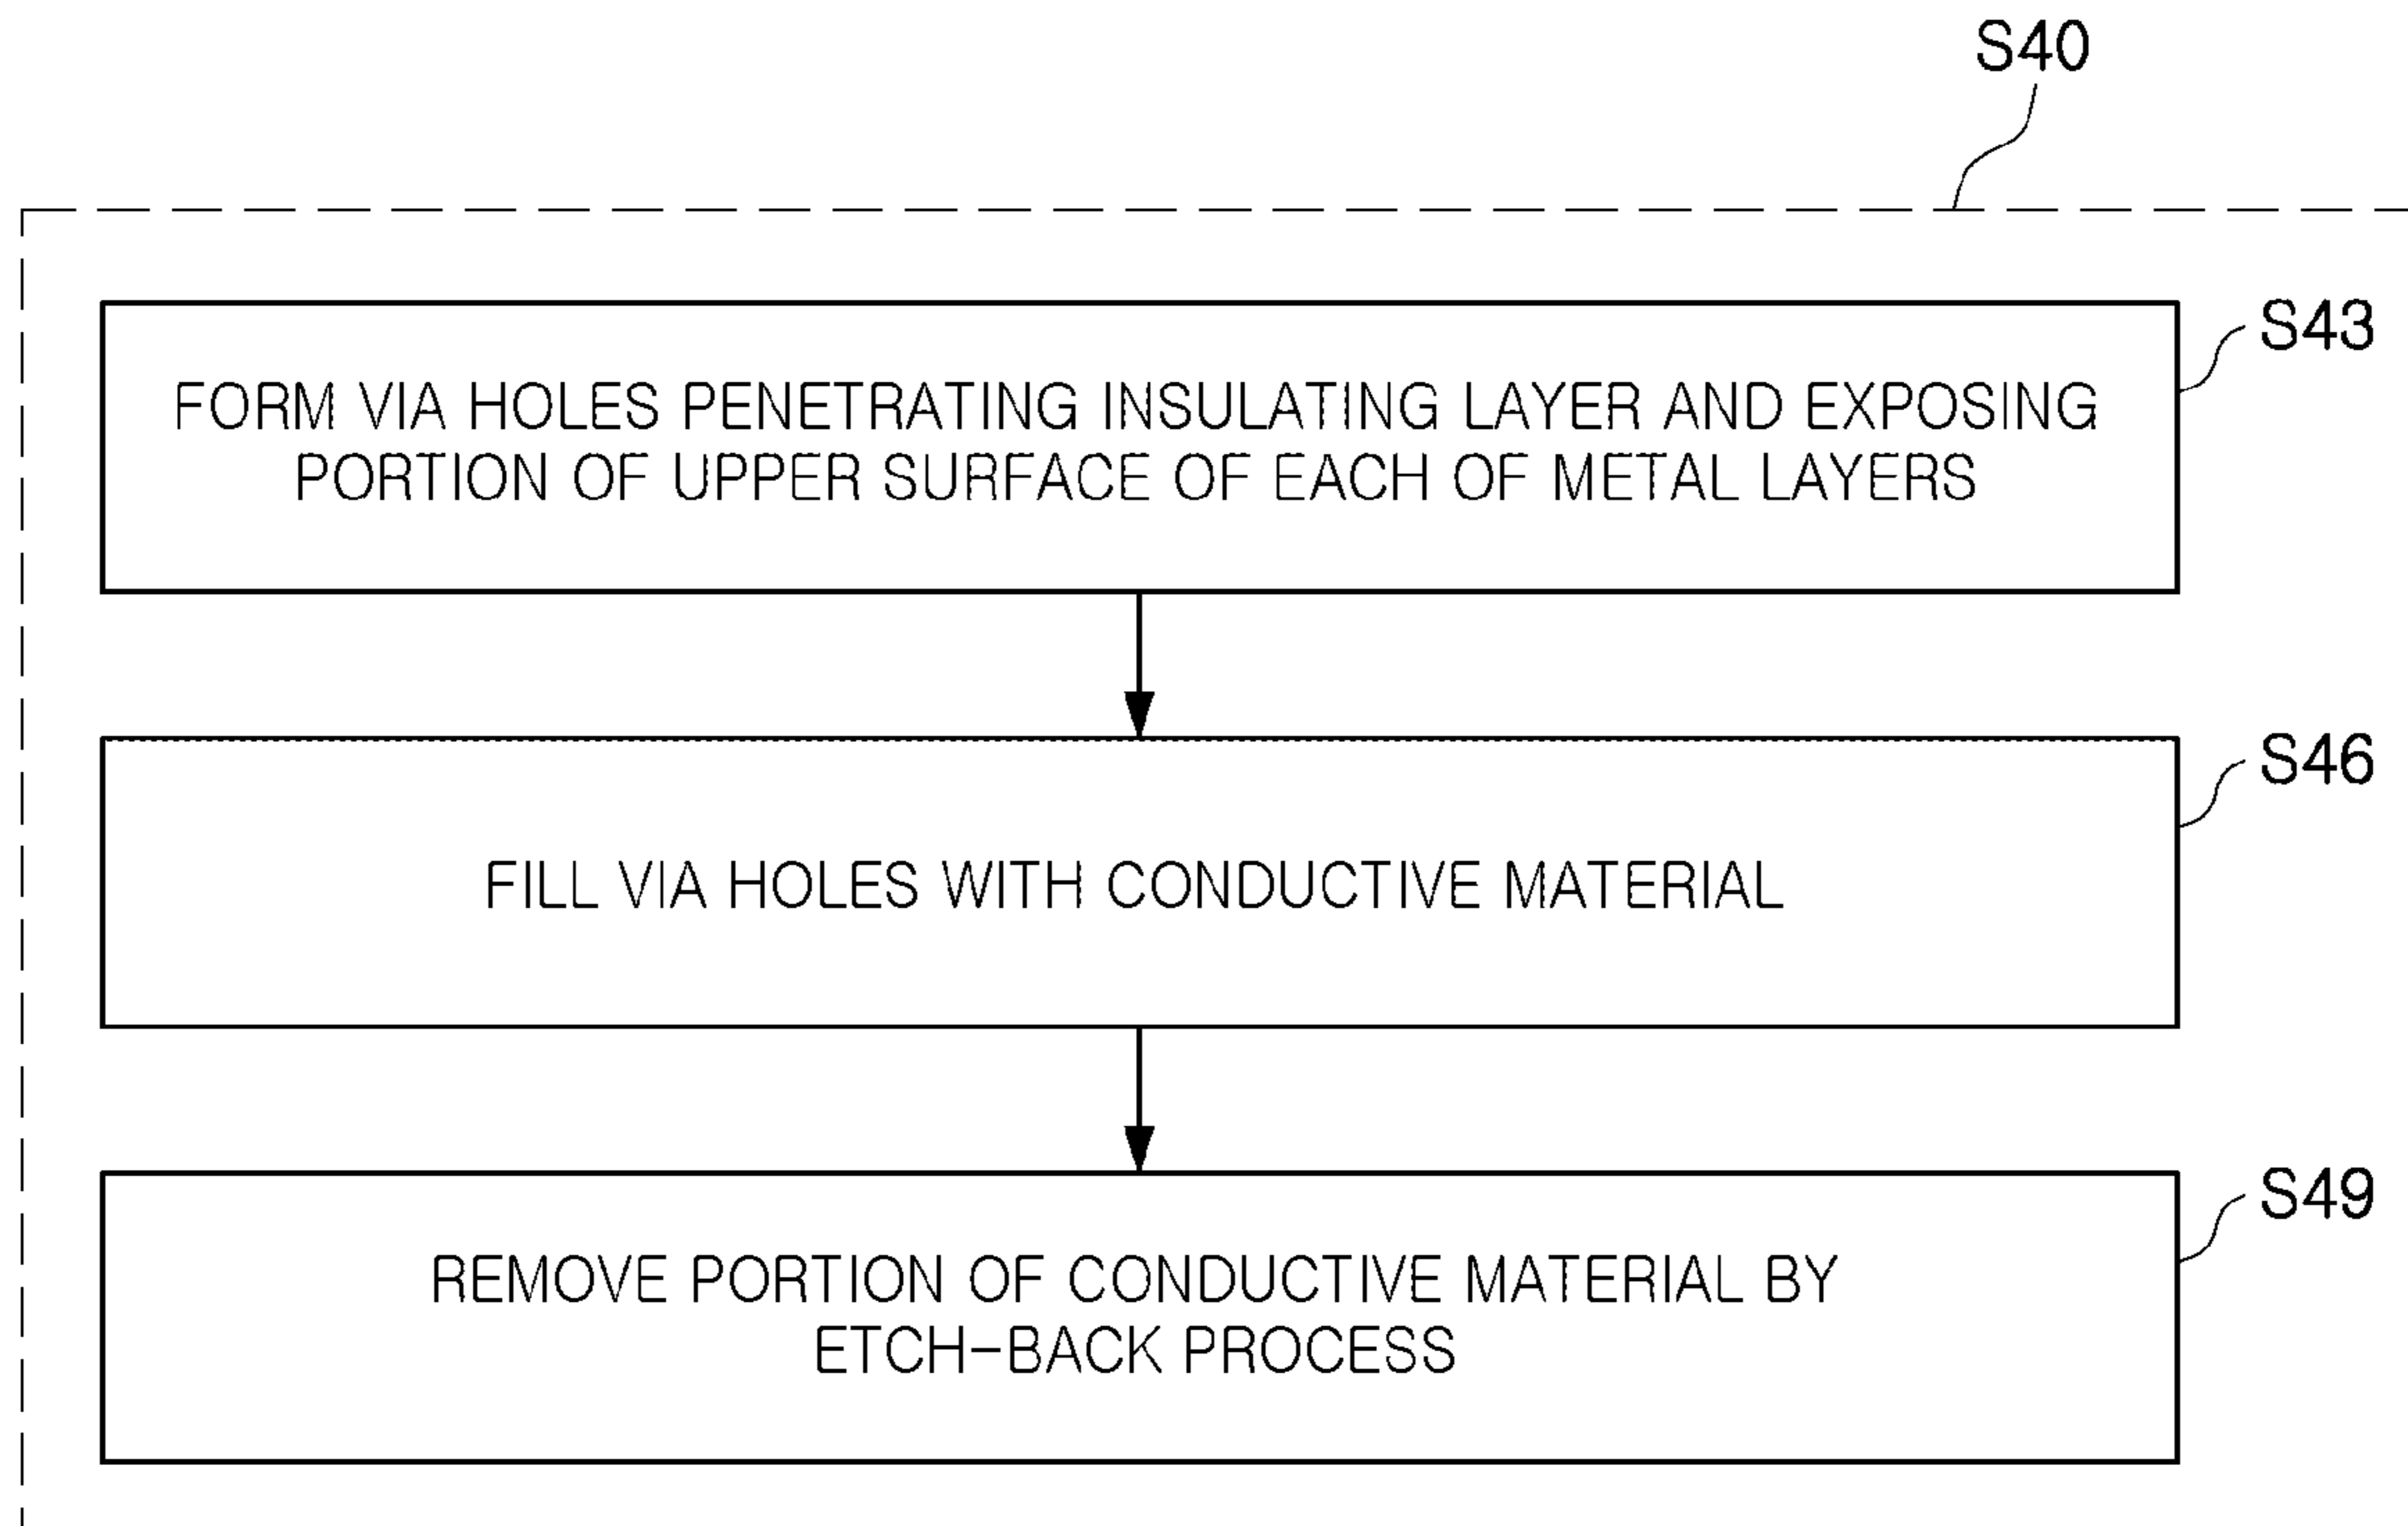 S40
S43
FORM VIA HOLES PENETRATING INSULATING LAYER AND EXPOSING
PORTION OF UPPER SURFACE OF EACH OF METAL LAYERS
S46
FILL VIA HOLES WITH CONDUCTIVE MATERIAL
S49
REMOVE PORTION OF CONDUCTIVE MATERIAL BY
ETCH-BACK PROCESS